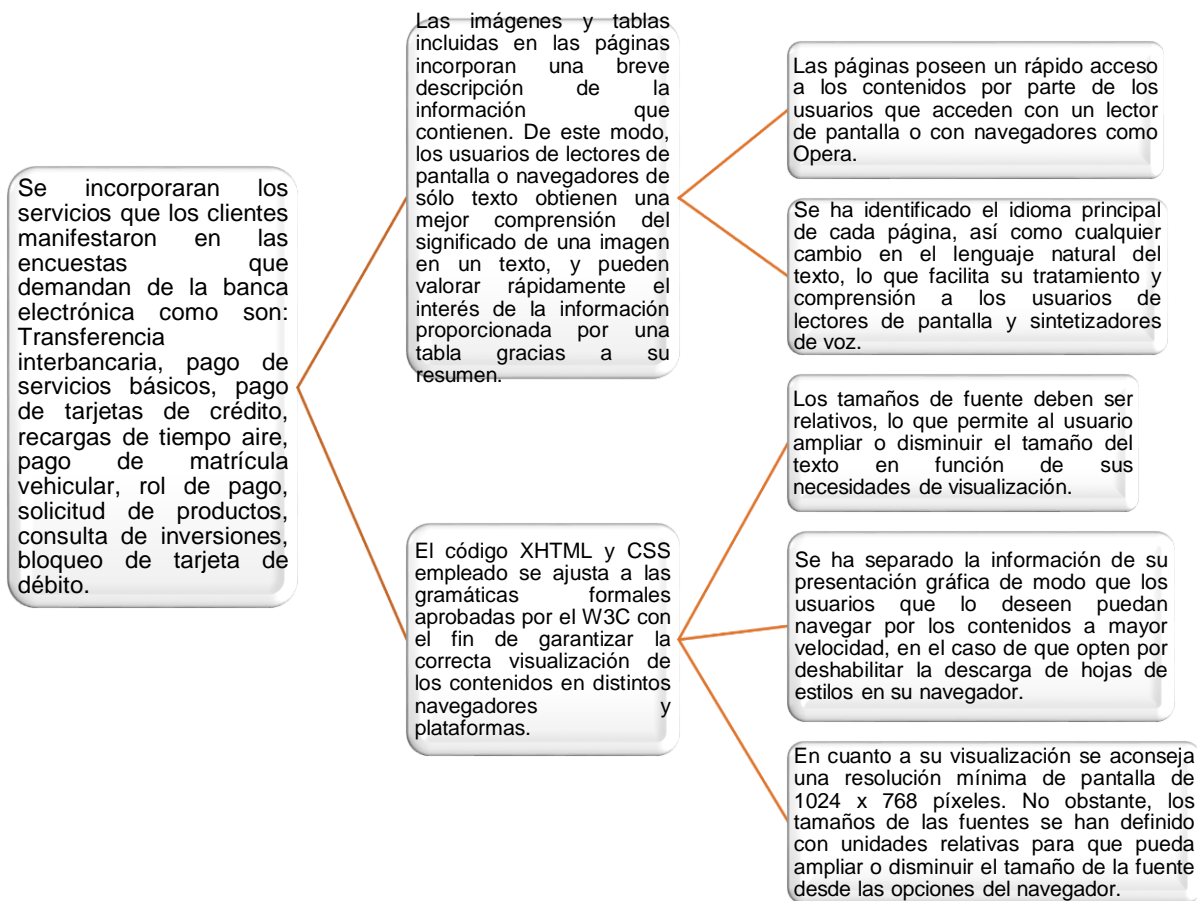 Se incorporaran los
servicios que los clientes
manifestaron en las
encuestas que
demandan de la banca
electrónica como son:
Transferencia
interbancaria, pago de
servicios básicos, pago
de tarjetas de crédito,
recargas de tiempo aire,
pago de matrícula
vehicular, rol de pago,
solicitud de productos,
consulta de inversiones,
bloqueo de tarjeta de
débito.
Las imágenes y tablas
incluidas en las páginas
incorporan una breve
descripción de la
información que
contienen. De este modo,
los usuarios de lectores de
pantalla o navegadores de
sólo texto obtienen una
mejor comprensión del
significado de una imagen
en un texto, y pueden
valorar rápidamente el
interés de la información
proporcionada por una
tabla gracias a su
resumen.
Las páginas poseen un rápido acceso
a los contenidos por parte de los
usuarios que acceden con un lector
de pantalla o con navegadores como
Opera.
Se ha identificado el idioma principal
de cada página, así como cualquier
cambio en el lenguaje natural del
texto, lo que facilita su tratamiento y
comprensión a los usuarios de
lectores de pantalla y sintetizadores
de voz.
El código XHTML y CSS
empleado se ajusta a las
gramáticas formales
aprobadas por el W3C con
el fin de garantizar la
correcta visualización de
los contenidos en distintos
navegadores y
plataformas.
Los tamaños de fuente deben ser
relativos, lo que permite al usuario
ampliar o disminuir el tamaño del
texto en función de sus
necesidades de visualización.
Se ha separado la información de su
presentación gráfica de modo que los
usuarios que lo deseen puedan
navegar por los contenidos a mayor
velocidad, en el caso de que opten por
deshabilitar la descarga de hojas de
estilos en su navegador.
En cuanto a su visualización se aconseja
una resolución mínima de pantalla de
1024 x 768 píxeles. No obstante, los
tamaños de las fuentes se han definido
con unidades relativas para que pueda
ampliar o disminuir el tamaño de la fuente
desde las opciones del navegador.